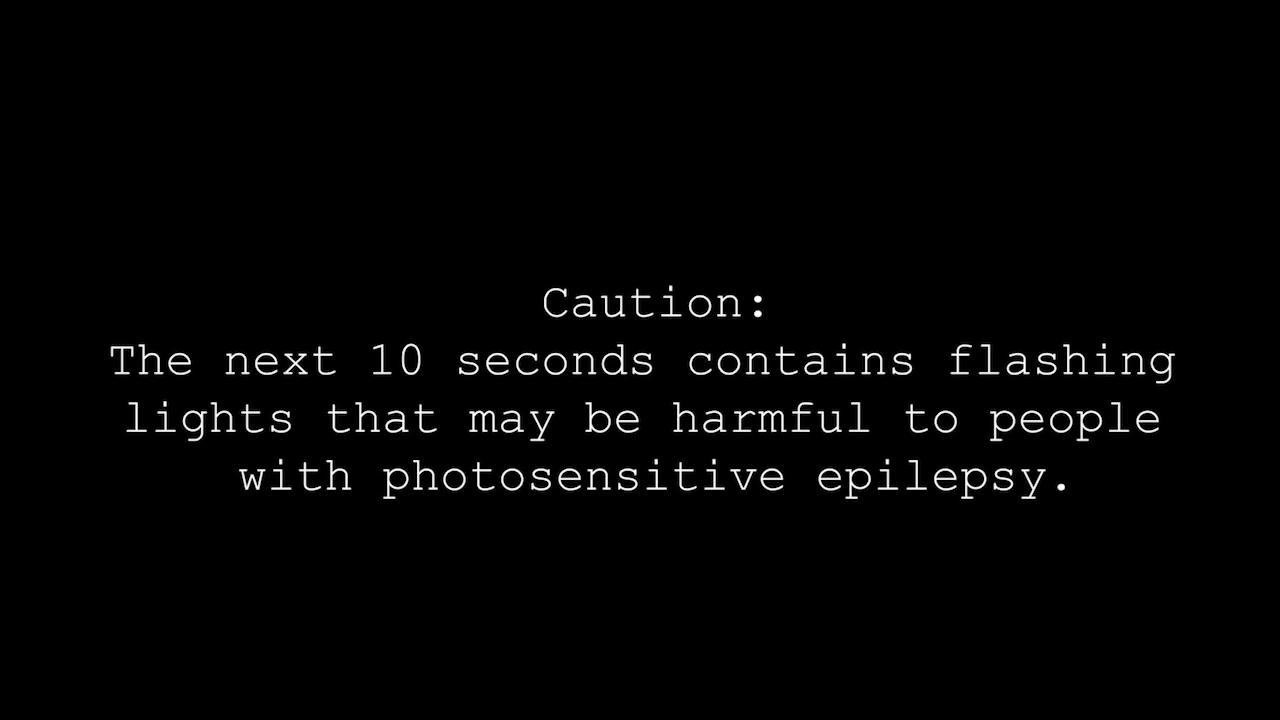 Caution:
The next 10 seconds contains flashing
lights that may be harmful to people
with photosensitive epilepsy.